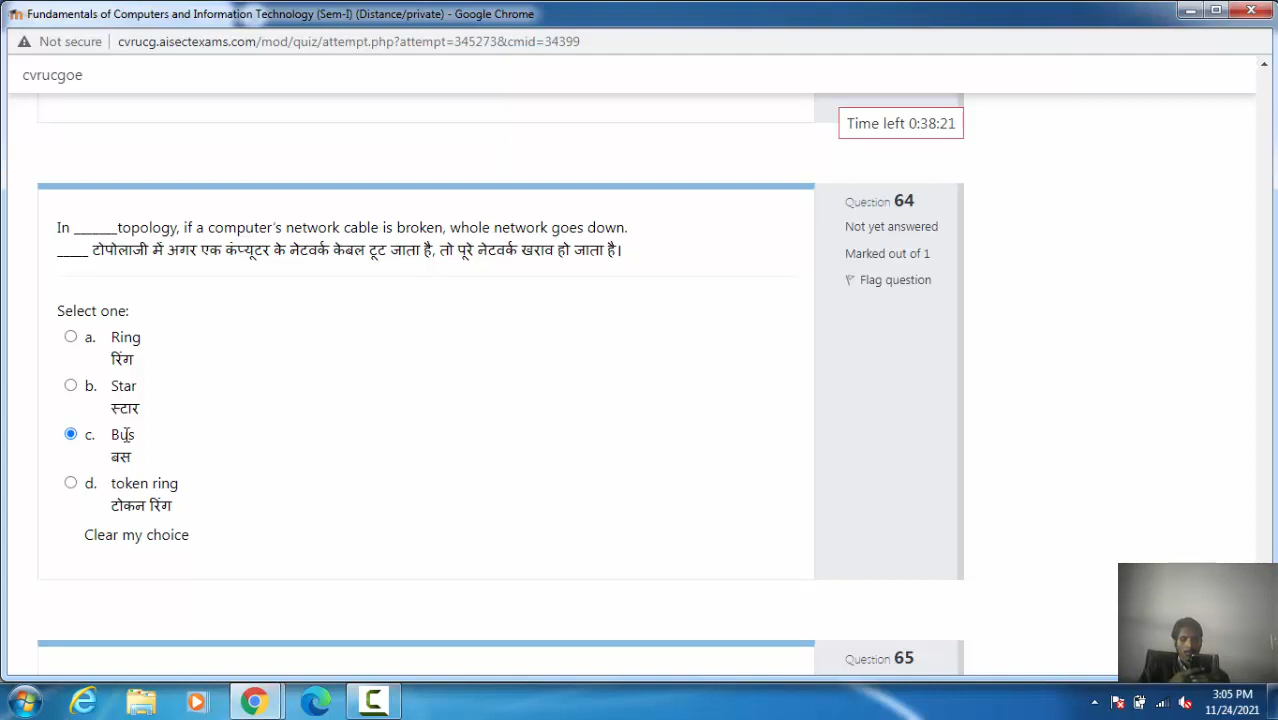 Fundamentals of Computers and Information Technology (Sem-I) (Distance/private) - Google Chrome
Not secure | cvrucg.aisectexams.com/mod/quiz/attempt.php?attempt=345273&cmid=34399
cvrucgoe
Time left 0:38:21
Question 64
Not yet answered
Marked out of 1
Flag question
In _______topology, if a computer's network cable is broken, whole network goes down.
_____ टोपोलाजी में अगर एक कंप्यूटर के नेटवर्क केबल टूट जाता है, तो पूरे नेटवर्क खराव हो जाता है।
Select one:
a. Ring
रिंग
b. Star
स्टार
c. Bus
बस
d. token ring
टोकन रिंग
Clear my choice
Question 65
3:05 PM
11/24/2021